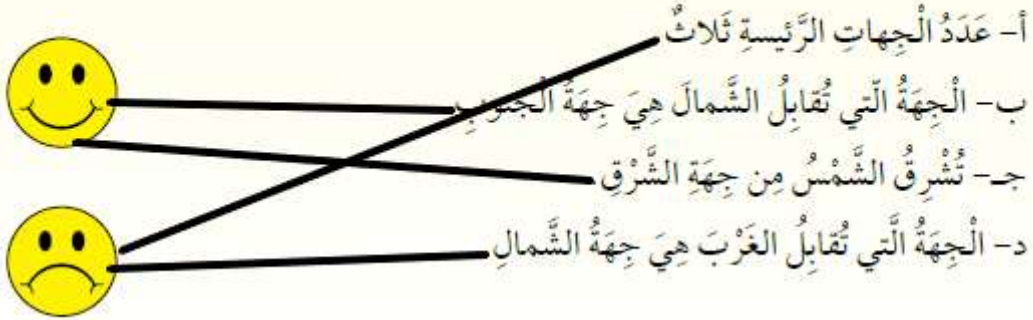 أ- عَدَدُ الْجِهاتِ الرَّئيسةِ ثَلاثٌ
ب- الْجِهَةُ الّتي تُقابِلُ الشَّمالَ هِيَ جِهَةُ الْجَنوبِ
جـ- تُشْرِقُ الشَّمْسُ مِن جِهَةِ الشَّرْقِ
د- الْجِهَةُ الَّتي تُقابِلُ الغَرْبَ هِيَ جِهَةُ الشَّمالِ